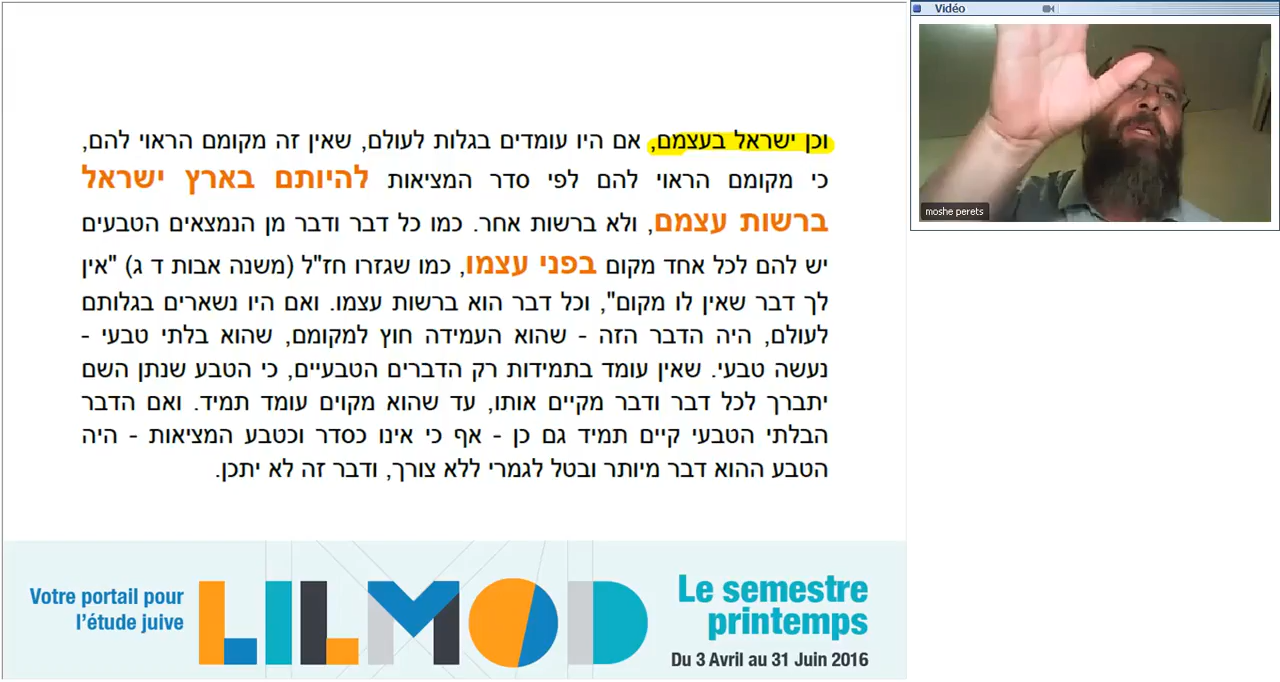 Vidéo
moshe perets
וכן ישראל בעצמם, אם היו עומדים בגלות לעולם, שאין זה מקומם הראוי להם,
כי מקומם הראוי להם לפי סדר המציאות להיותם בארץ ישראל
ברשות עצמם, ולא ברשות אחר. כמו כל דבר ודבר מן הנמצאים הטבעים
יש להם לכל אחד מקום בפני עצמו, כמו שגזרו חז"ל (משנה אבות ד ג) "אין
לך דבר שאין לו מקום", וכל דבר הוא ברשות עצמו. ואם היו נשארים בגלותם
לעולם, היה הדבר הזה - שהוא העמידה חוץ למקומם, שהוא בלתי טבעי -
נעשה טבעי. שאין עומד בתמידות רק הדברים הטבעיים, כי הטבע שנתן השם
יתברך לכל דבר ודבר מקיים אותו, עד שהוא מקוים עומד תמיד. ואם הדבר
הבלתי הטבעי קיים תמיד גם כן - אף כי אינו כסדר וכטבע המציאות - היה
הטבע ההוא דבר מיותר ובטל לגמרי ללא צורך, ודבר זה לא יתכן.
Votre portail pour
l'étude juive
LILMOD
Le semestre
printemps
Du 3 Avril au 31 Juin 2016